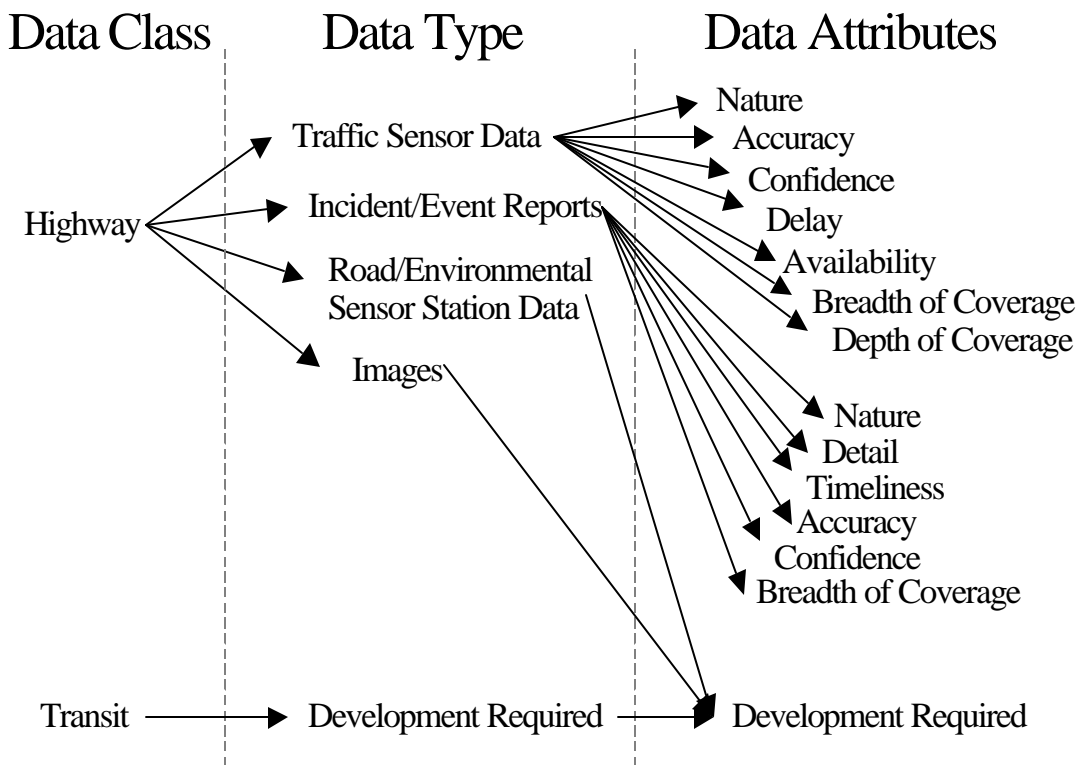 Data Class
Data Type
Data Attributes
Highway
Traffic Sensor Data
Incident/Event Reports
Road/Environmental
Sensor Station Data
Images
Nature
Accuracy
Confidence
Delay
Availability
Breadth of Coverage
Depth of Coverage
Nature
Detail
Timeliness
Accuracy
Confidence
Breadth of Coverage
Transit
Development Required
Development Required